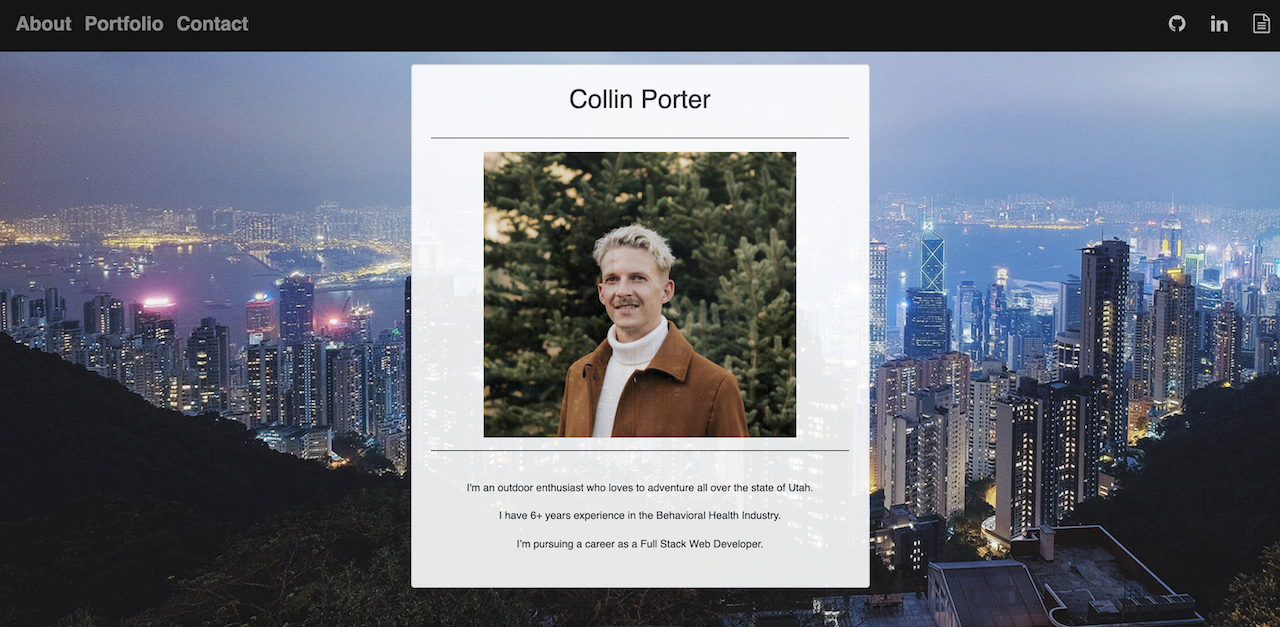 About Portfolio Contact
in
Collin Porter
I'm an outdoor enthusiast who loves to adventure all over the state of Utah.
I have 6+ years experience in the Behavioral Health Industry.
I'm pursuing a career as a Full Stack Web Developer.